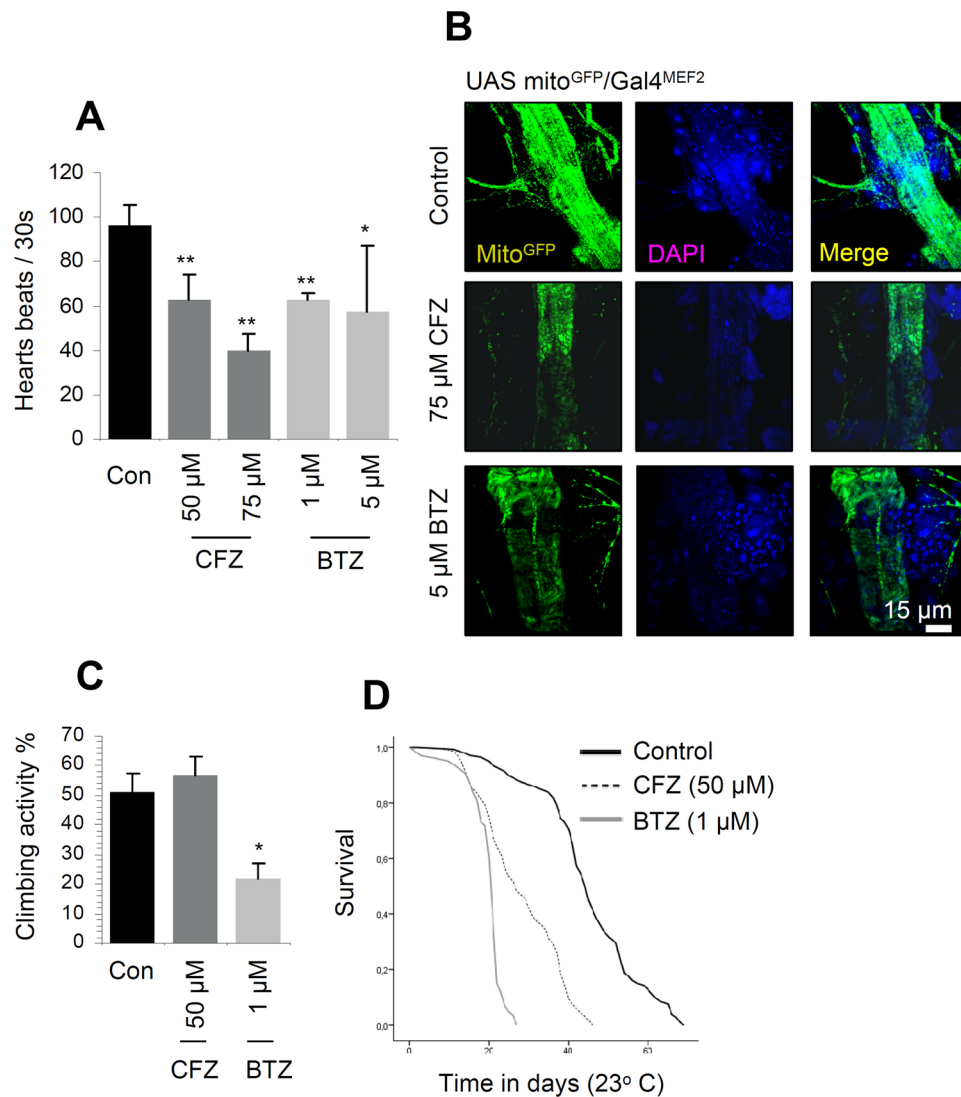 A
Hearts beats / 30s
120
100
80
60
40
20
0
**
**
**
*
Con
50 µM
75 µM
1 µM
5 µM
CFZ
BTZ
B
UAS mitoGFP/Gal4MEF2
Control
MitoGFP
DAPI
Merge
75 µM CFZ
5 µM BTZ
15 µm
C
Climbing activity %
70
60
50
40
30
20
10
0
*
Con
50 µM
1 µM
CFZ
BTZ
D
Survival
1,0
0,8
0,6
0,4
0,2
0,0
0
20
40
60
Control
CFZ (50 µM)
BTZ (1 µM)
Time in days (23o C)